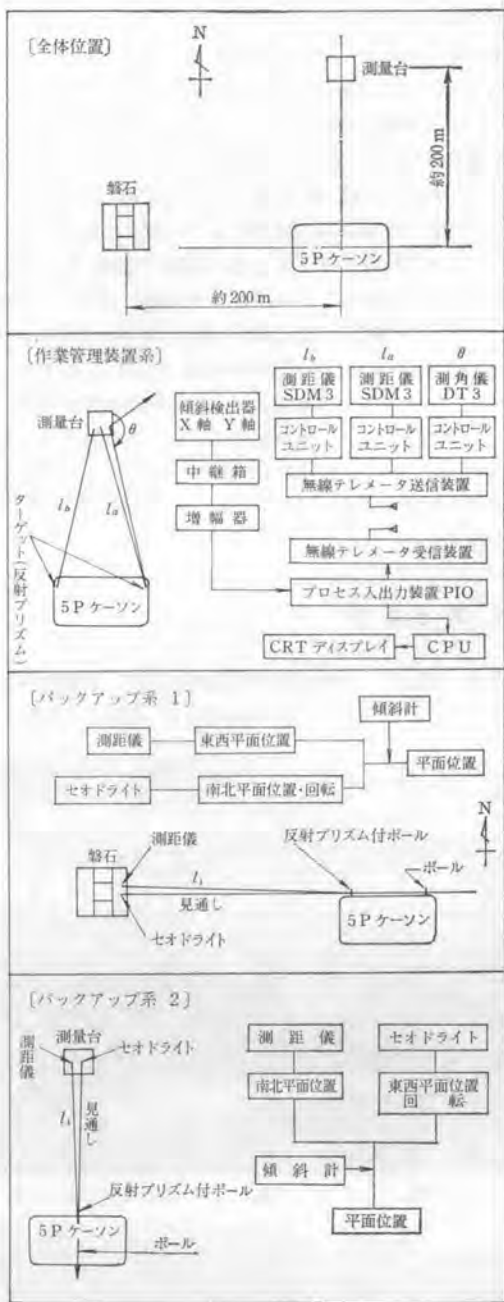 〔全体位置〕
N
測量台
約200m
磐石
5Pケーソン
約200m
〔作業管理装置系〕
測量台
θ
lb
la
ターゲット(反射プリズム)
5Pケーソン
傾斜検出器
X軸 Y軸
中継箱
増幅器
lb
la
θ
測距儀
SDM3
測距儀
SDM3
測角儀
DT3
コントロール
ユニット
コントロール
ユニット
コントロール
ユニット
無線テレメータ送信装置
無線テレメータ受信装置
プロセス入出力装置PIO
CRTディスプレイ
CPU
〔バックアップ系 1〕
傾斜計
測距儀
東西平面位置
平面位置
セオドライト
南北平面位置・回転
N
測距儀
反射プリズム付ポール
磐石
ポール
l₁
見通し
5Pケーソン
セオドライト
〔バックアップ系 2〕
測量台
セオドライト
測距儀
見通し
反射プリズム付ポール
5Pケーソン
ポール
測距儀
セオドライト
南北平面位置
東西平面位置
回転
傾斜計
平面位置